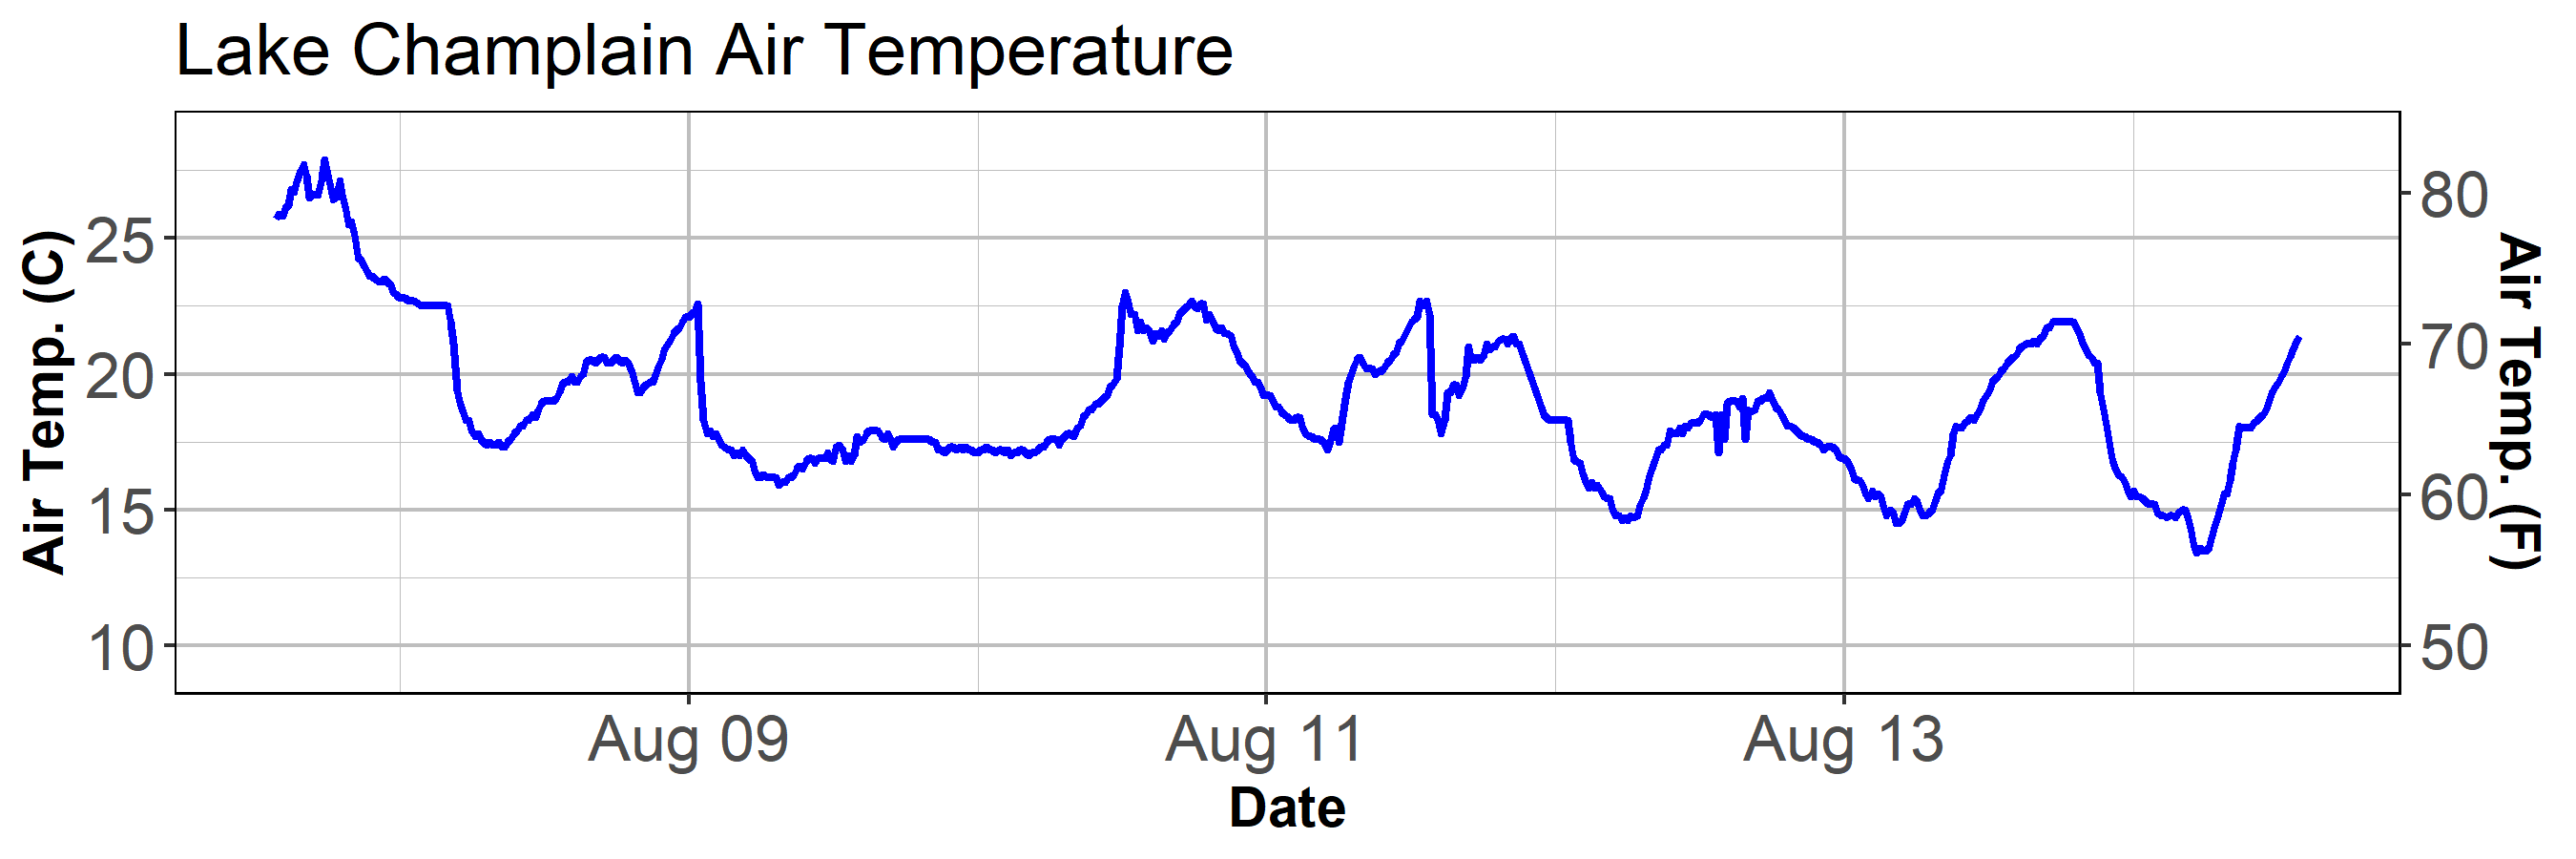 Lake Champlain Air Temperature
Air Temp. (C)
25
20
15
10
80
70
60
50
Air Temp. (F)
Aug 09
Aug 11
Aug 13
Date